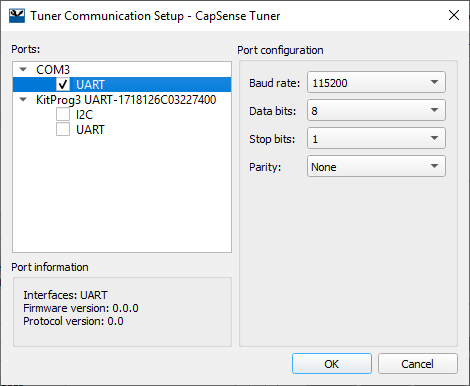 Tuner Communication Setup - CapSense Tuner
Ports:
COM3
UART
KitProg3 UART-1718126C03227400
I2C
UART
Port configuration
Baud rate: 115200
Data bits: 8
Stop bits: 1
Parity: None
Port information
Interfaces: UART
Firmware version: 0.0.0
Protocol version: 0.0
OK
Cancel